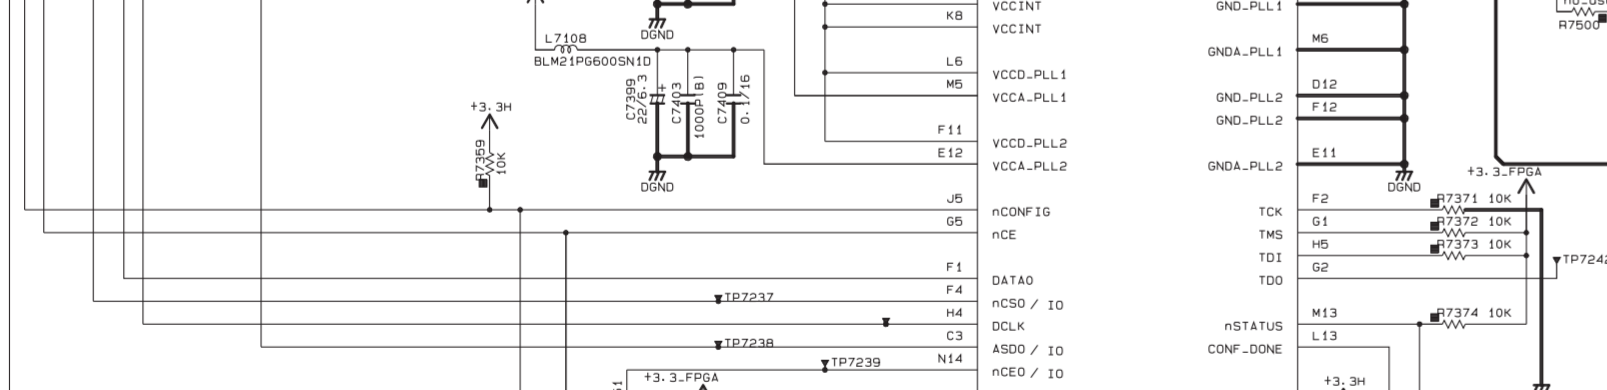 VCCINT
GND_PLL1
K8
VCCINT
R7500
DGND
L7108
M6
GNDA_PLL1
BLM21PG600SN1D
L6
VCCD_PLL1
M5
VCCA_PLL1
D12
GND_PLL2
C7399
22/6.3
+
C7403
1000P(B)
C7409
0.1/16
F12
GND_PLL2
+3.3H
F11
VCCD_PLL2
R7359
10K
E12
VCCA_PLL2
E11
GNDA_PLL2
DGND
DGND
+3.3_FPGA
J5
nCONFIG
TCK
F2
R7371 10K
G5
nCE
TMS
G1
R7372 10K
TDI
H5
R7373 10K
F1
DATA0
TDO
G2
TP7242
F4
nCSO / IO
TP7237
H4
DCLK
nSTATUS
M13
R7374 10K
C3
ASDO / IO
TP7238
CONF_DONE
L13
N14
nCEO / IO
TP7239
+3.3_FPGA
+3.3H